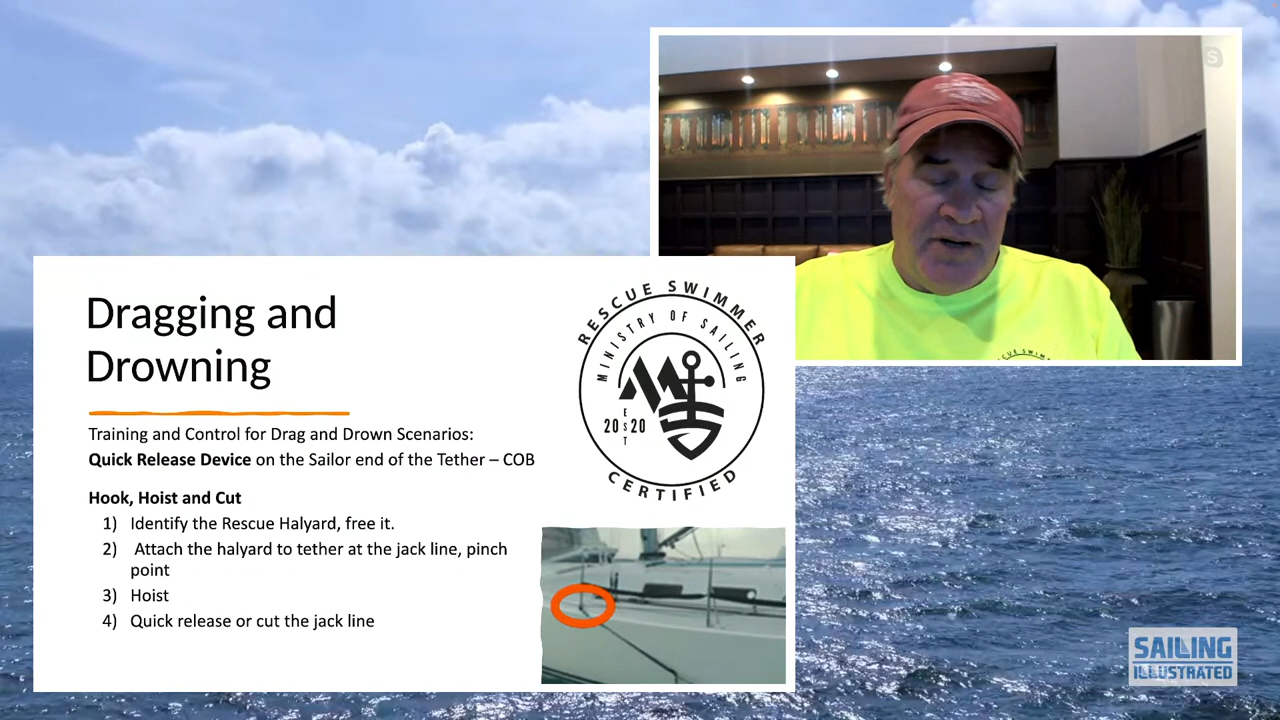 Dragging and
Drowning
Training and Control for Drag and Drown Scenarios:
Quick Release Device on the Sailor end of the Tether – COB
Hook, Hoist and Cut
1) Identify the Rescue Halyard, free it.
2) Attach the halyard to tether at the jack line, pinch
point
3) Hoist
4) Quick release or cut the jack line
RESCUE SWIMMER
MINISTRY OF SAILING
EST
2020
CERTIFIED
SAILING
ILLUSTRATED